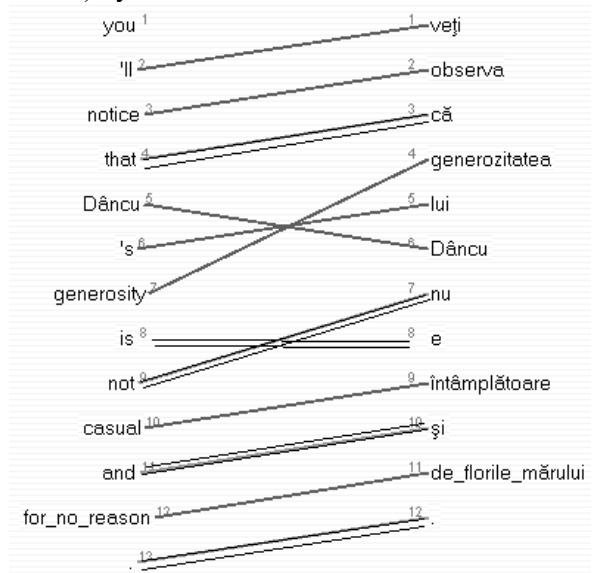 you 1 1 veţi
'll 2 2 observa
notice 3 3 că
that 4 4 generozitatea
Dâncu 5 5 lui
's 6 6 Dâncu
generosity 7 7 nu
is 8 8 e
not 9 9 întâmplătoare
casual 10 10 şi
and 11 11 de_florile_mărului
for_no_reason 12 12 .
. 13